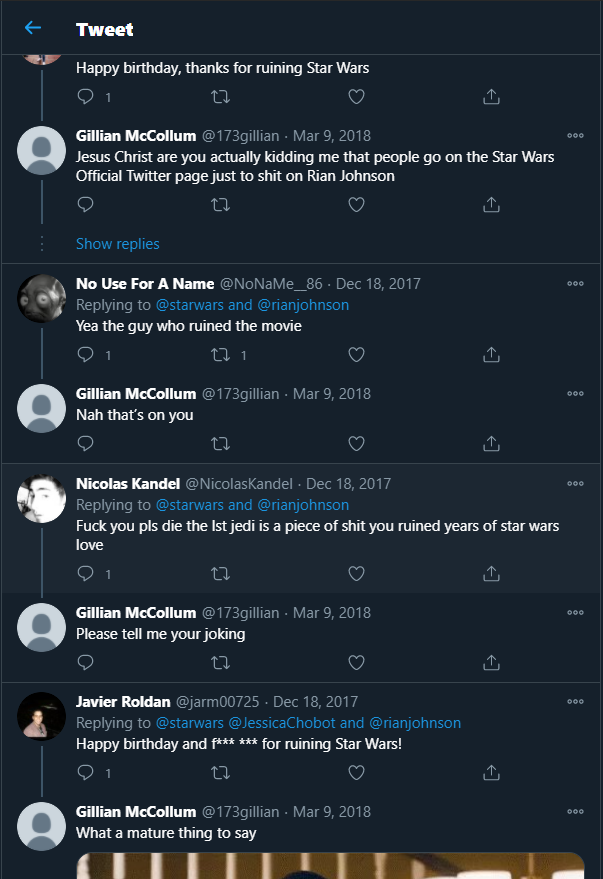 Tweet
Happy birthday, thanks for ruining Star Wars
1
Gillian McCollum @173gillian · Mar 9, 2018
Jesus Christ are you actually kidding me that people go on the Star Wars
Official Twitter page just to shit on Rian Johnson
Show replies
No Use For A Name @NoNaMe__86 · Dec 18, 2017
Replying to @starwars and @rianjohnson
Yea the guy who ruined the movie
1 1
Gillian McCollum @173gillian · Mar 9, 2018
Nah that's on you
Nicolas Kandel @NicolasKandel · Dec 18, 2017
Replying to @starwars and @rianjohnson
Fuck you pls die the lst jedi is a piece of shit you ruined years of star wars
love
1
Gillian McCollum @173gillian · Mar 9, 2018
Please tell me your joking
Javier Roldan @jarm00725 · Dec 18, 2017
Replying to @starwars @JessicaChobot and @rianjohnson
Happy birthday and f*** *** for ruining Star Wars!
1
Gillian McCollum @173gillian · Mar 9, 2018
What a mature thing to say